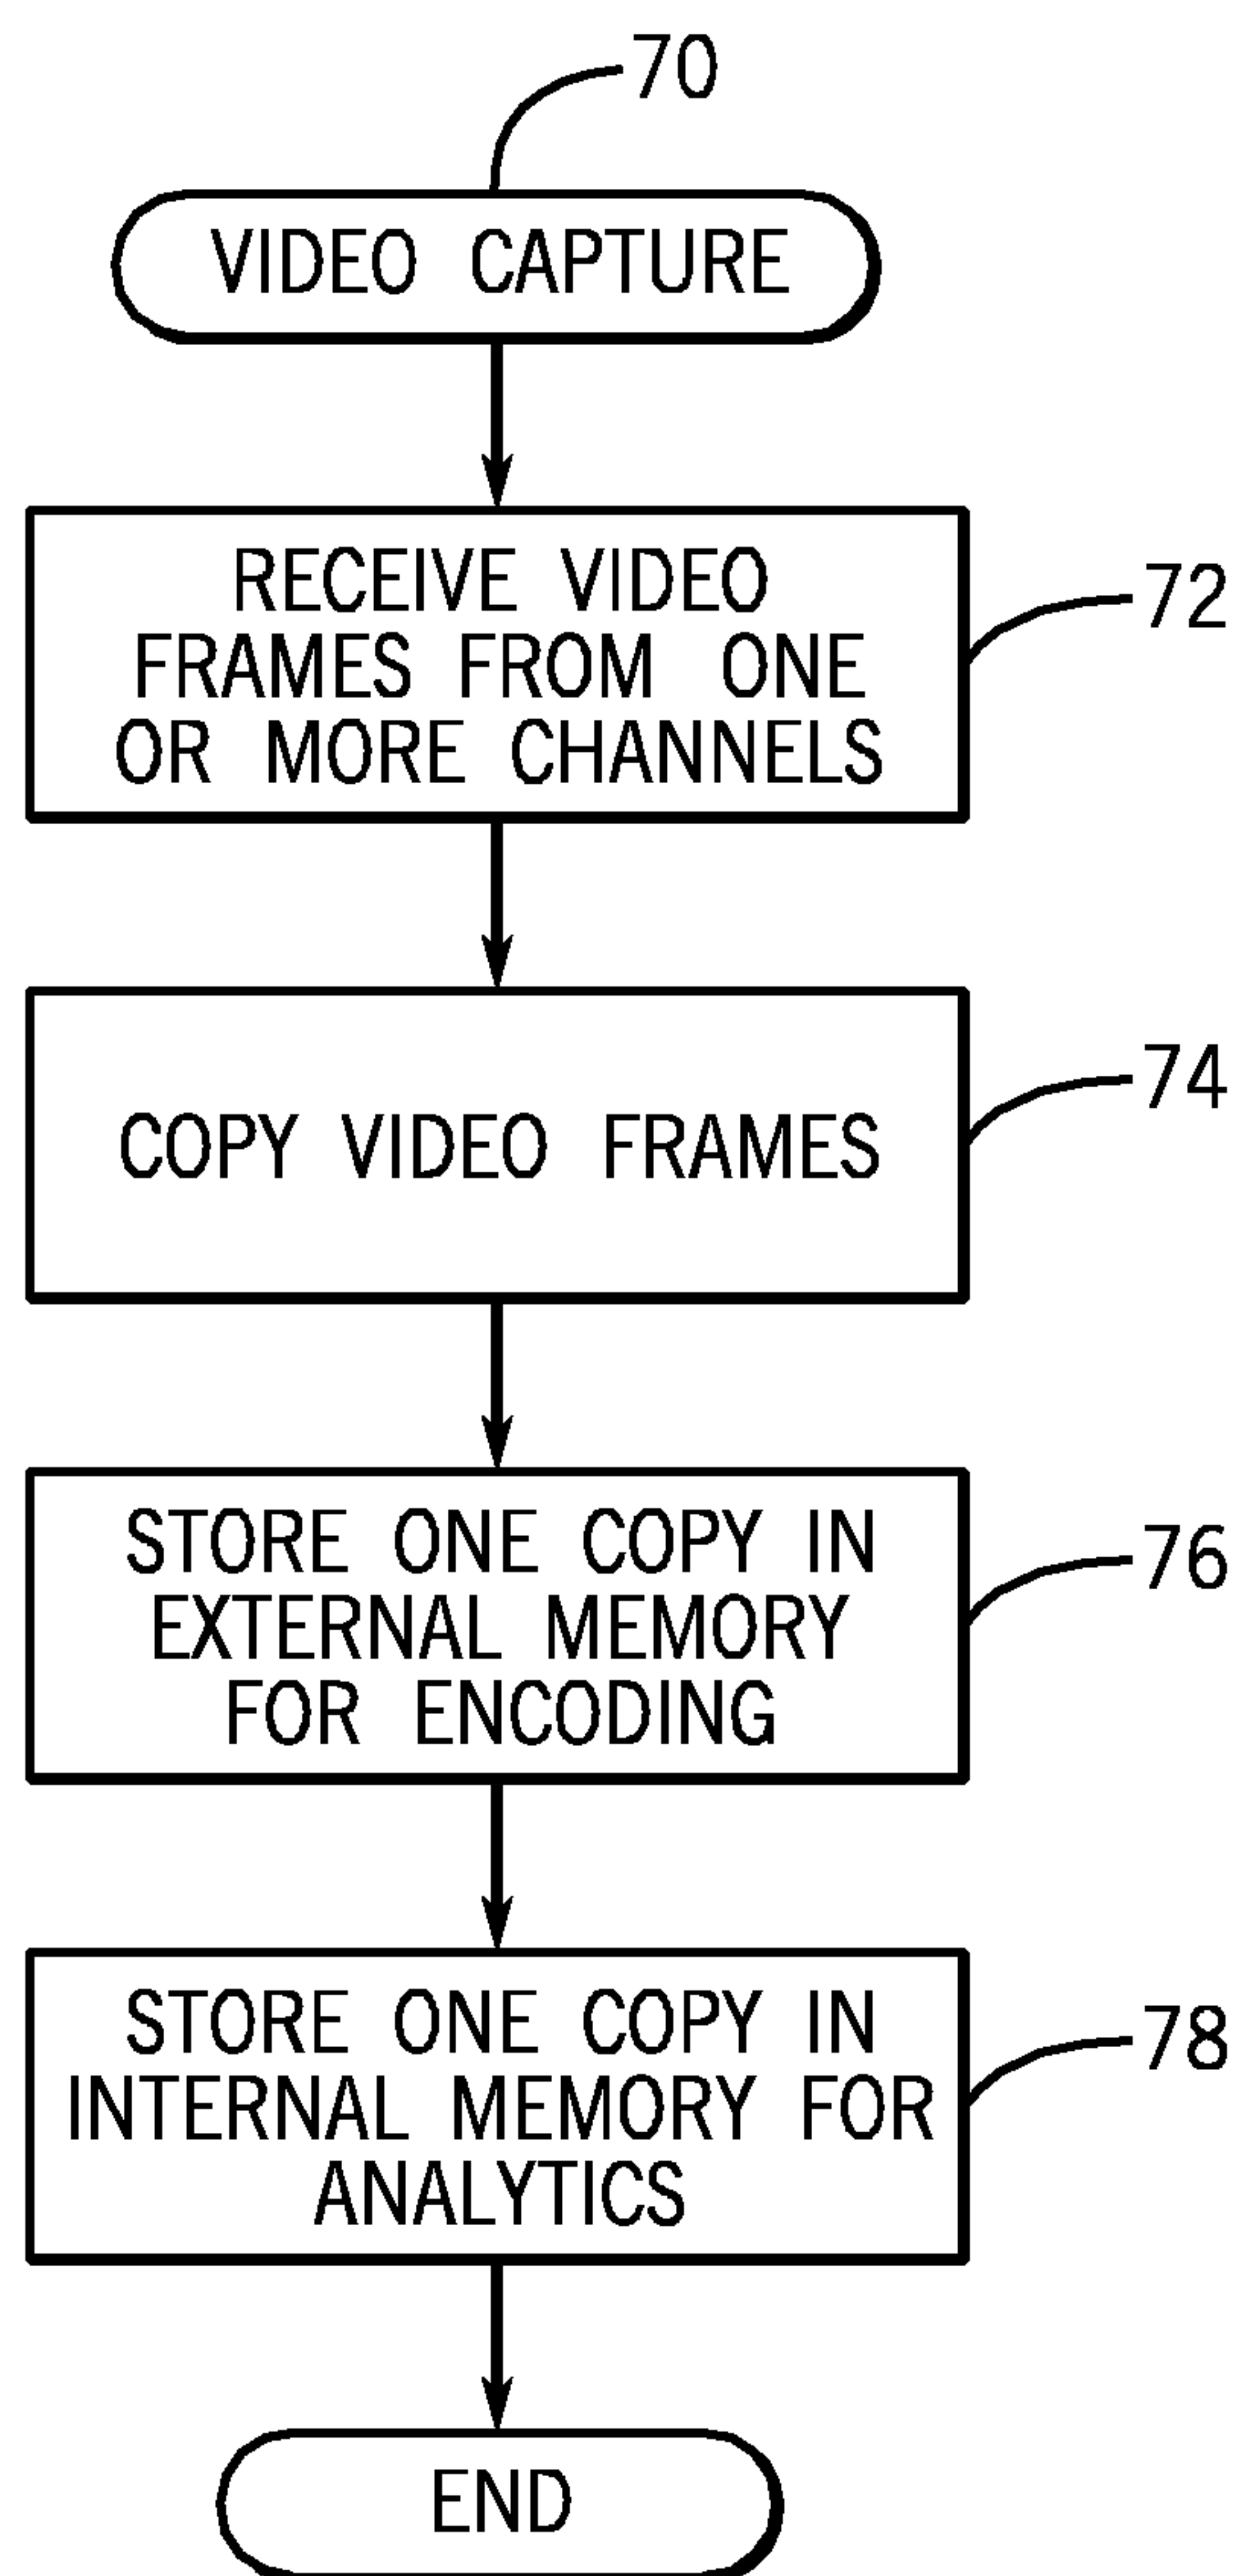 70
VIDEO CAPTURE
RECEIVE VIDEO
FRAMES FROM ONE
OR MORE CHANNELS
72
COPY VIDEO FRAMES
74
STORE ONE COPY IN
EXTERNAL MEMORY
FOR ENCODING
76
STORE ONE COPY IN
INTERNAL MEMORY FOR
ANALYTICS
78
END